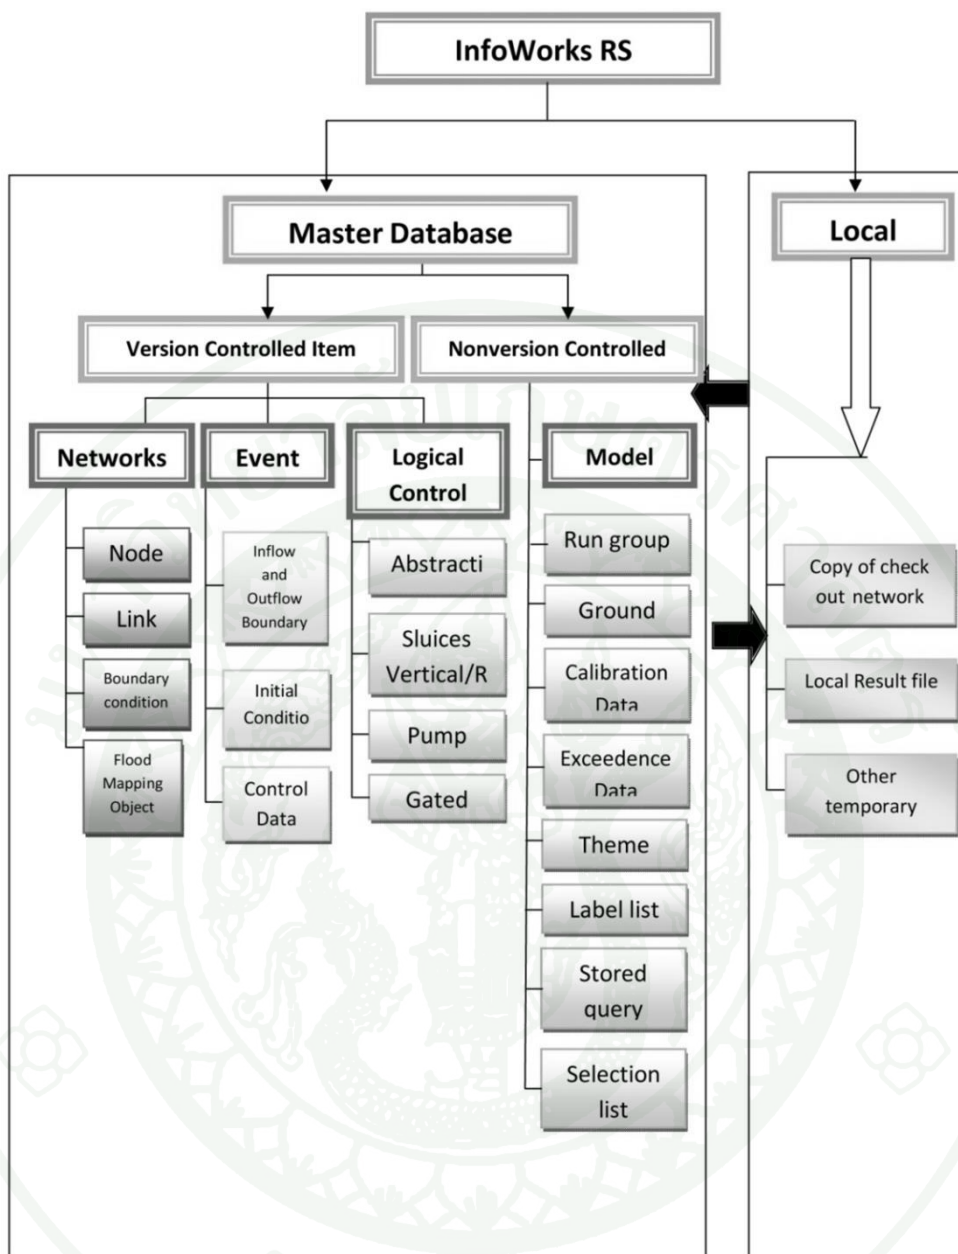 InfoWorks RS
Master Database
Local
Version Controlled Item
Nonversion Controlled
Networks
Event
Logical
Control
Model
Node
Link
Boundary
condition
Flood
Mapping
Object
Inflow
and
Outflow
Boundary
Initial
Conditio
Control
Data
Abstracti
Sluices
Vertical/R
Pump
Gated
Run group
Ground
Calibration
Data
Exceedence
Data
Theme
Label list
Stored
query
Selection
list
Copy of check
out network
Local Result file
Other
temporary